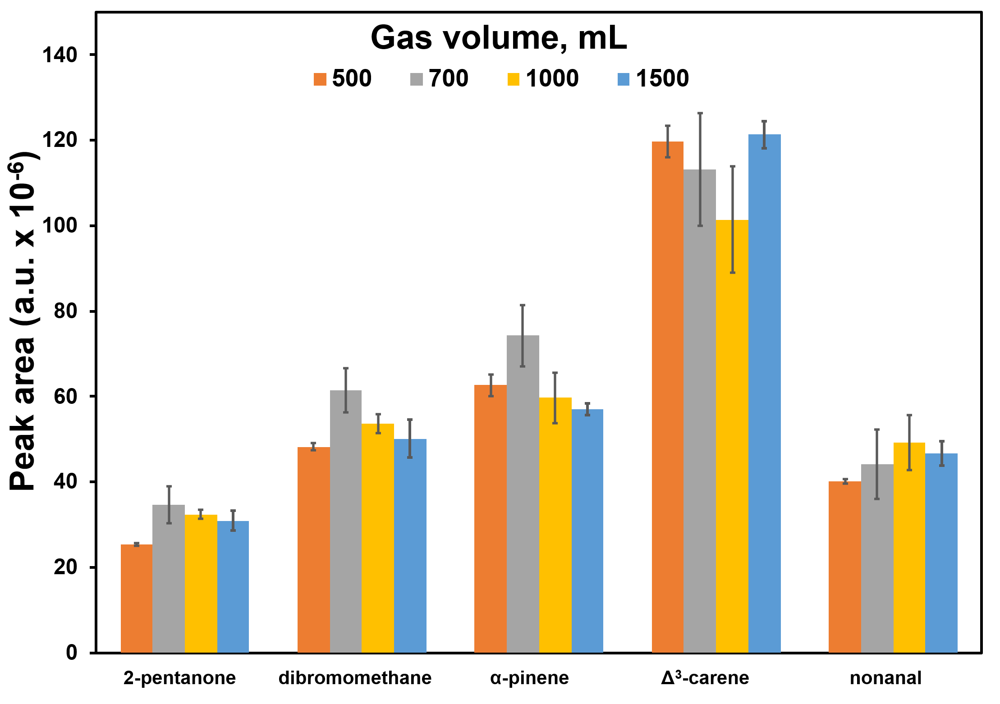 Gas volume, mL
500 700 1000 1500
Peak area (a.u. x 10⁻⁶)
140
120
100
80
60
40
20
0
2-pentanone dibromomethane α-pinene Δ³-carene nonanal